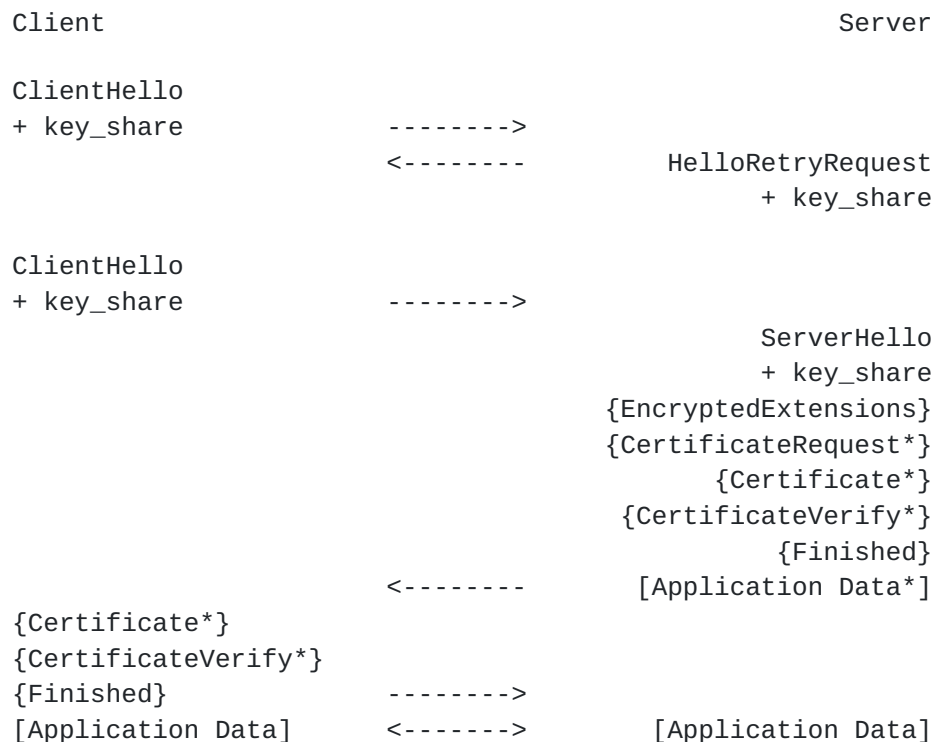 Client Server
ClientHello
+ key_share -------->
<-------- HelloRetryRequest
+ key_share
ClientHello
+ key_share -------->
ServerHello
+ key_share
{EncryptedExtensions}
{CertificateRequest*}
{Certificate*}
{CertificateVerify*}
{Finished}
<-------- [Application Data*]
{Certificate*}
{CertificateVerify*}
{Finished} -------->
[Application Data] <-------> [Application Data]